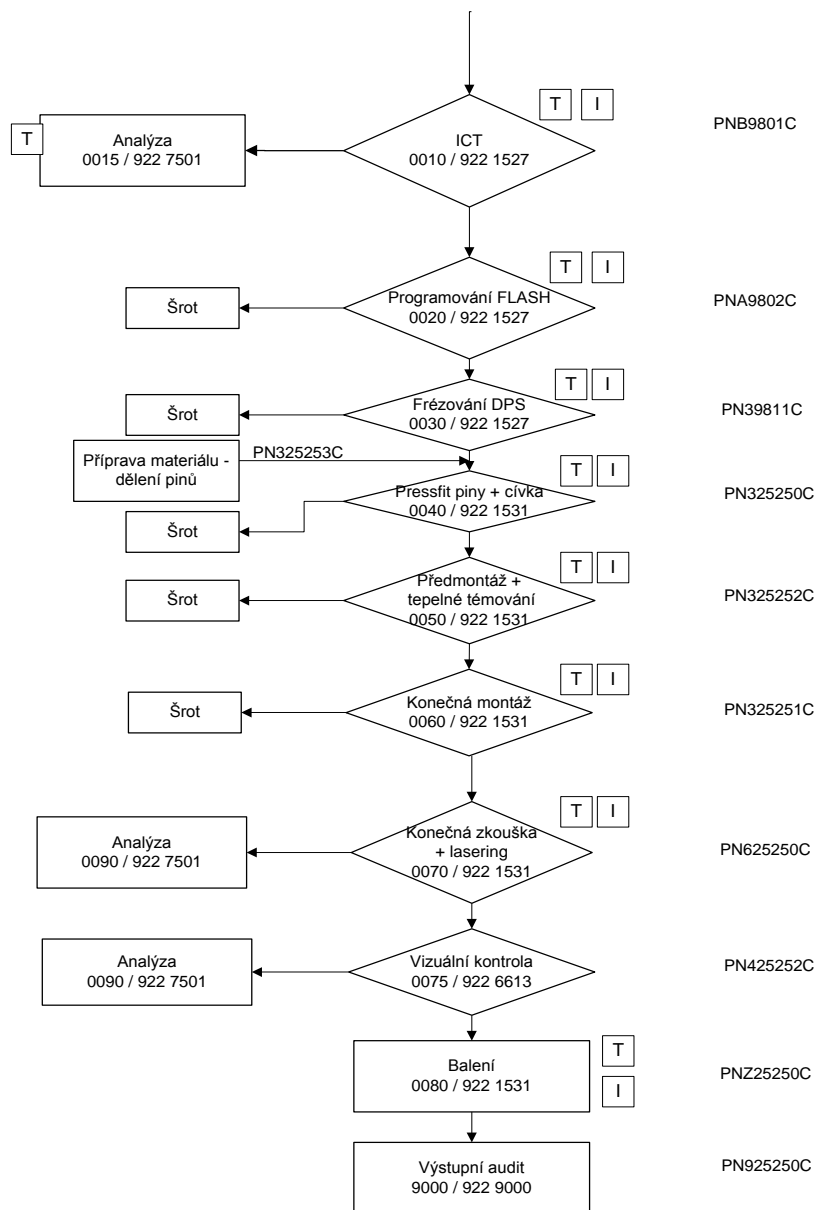 T I
PNB9801C
T
Analýza
0015 / 922 7501
ICT
0010 / 922 1527
T I
Programování FLASH
0020 / 922 1527
Šrot
PNA9802C
T I
Frézování DPS
0030 / 922 1527
Šrot
PN39811C
Příprava materiálu -
dělení pinů
PN325253C
T I
Pressfit piny + cívka
0040 / 922 1531
PN325250C
Šrot
T I
Předmontáž +
tepelné témování
0050 / 922 1531
Šrot
PN325252C
T I
Konečná montáž
0060 / 922 1531
Šrot
PN325251C
T I
Konečná zkouška
+ lasering
0070 / 922 1531
Analýza
0090 / 922 7501
PN625250C
Vizuální kontrola
0075 / 922 6613
Analýza
0090 / 922 7501
PN425252C
Balení
0080 / 922 1531
T
I
PNZ25250C
Výstupní audit
9000 / 922 9000
PN925250C